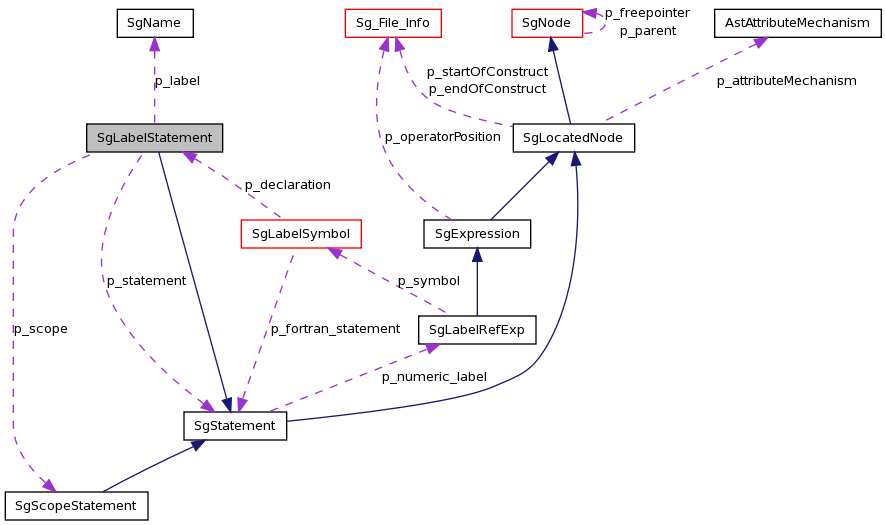 SgName
Sg_File_Info
SgNode
p_freepointer
p_parent
AstAttributeMechanism
p_label
p_startOfConstruct
p_endOfConstruct
p_attributeMechanism
SgLabelStatement
p_operatorPosition
SgLocatedNode
p_declaration
SgLabelSymbol
SgExpression
p_statement
p_symbol
p_scope
p_fortran_statement
SgLabelRefExp
p_numeric_label
SgStatement
SgScopeStatement